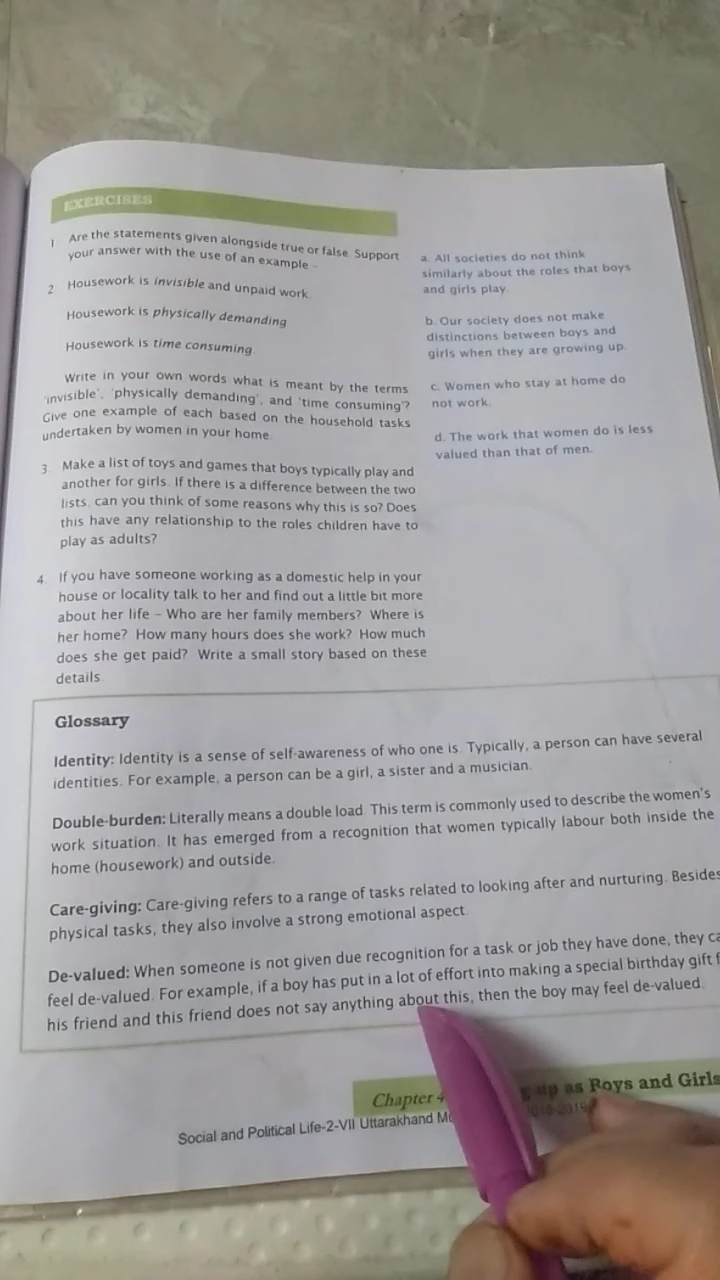 EXERCISES
1 Are the statements given alongside true or false. Support
your answer with the use of an example –
2 Housework is invisible and unpaid work.
Housework is physically demanding
Housework is time consuming.
Write in your own words what is meant by the terms
'invisible', 'physically demanding', and 'time consuming'?
Give one example of each based on the household tasks
undertaken by women in your home.
3. Make a list of toys and games that boys typically play and
another for girls. If there is a difference between the two
lists, can you think of some reasons why this is so? Does
this have any relationship to the roles children have to
play as adults?
4. If you have someone working as a domestic help in your
house or locality talk to her and find out a little bit more
about her life – Who are her family members? Where is
her home? How many hours does she work? How much
does she get paid? Write a small story based on these
details.
a. All societies do not think
similarly about the roles that boys
and girls play.
b. Our society does not make
distinctions between boys and
girls when they are growing up.
c. Women who stay at home do
not work.
d. The work that women do is less
valued than that of men.
Glossary
Identity: Identity is a sense of self-awareness of who one is. Typically, a person can have several
identities. For example, a person can be a girl, a sister and a musician.
Double-burden: Literally means a double load. This term is commonly used to describe the women's
work situation. It has emerged from a recognition that women typically labour both inside the
home (housework) and outside.
Care-giving: Care-giving refers to a range of tasks related to looking after and nurturing. Besides
physical tasks, they also involve a strong emotional aspect.
De-valued: When someone is not given due recognition for a task or job they have done, they ca
feel de-valued. For example, if a boy has put in a lot of effort into making a special birthday gift f
his friend and this friend does not say anything about this, then the boy may feel de-valued.
Chapter 4 up as Boys and Girls
Social and Political Life-2-VII Uttarakhand